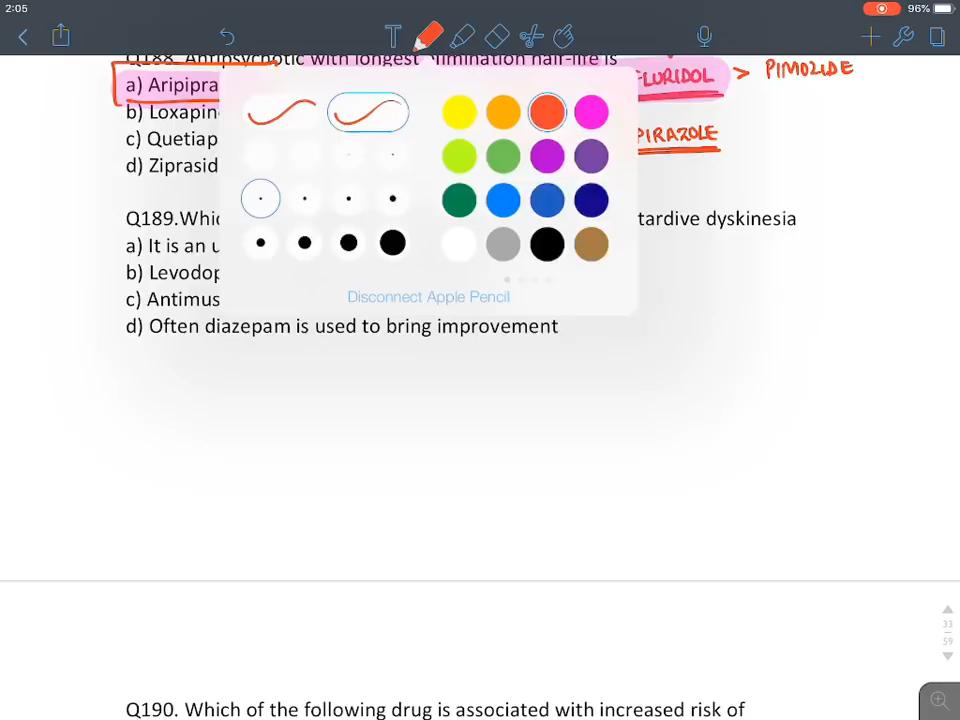 2:05
96%
Q188. Antipsychotic with longest elimination half-life is
a) Aripipra
FLURIDOL > PIMOZIDE
b) Loxapin
PIRAZOLE
c) Quetiap
d) Ziprasid
Q189.Whic
tardive dyskinesia
a) It is an u
b) Levodop
c) Antimus
d) Often diazepam is used to bring improvement
Disconnect Apple Pencil
33
59
Q190. Which of the following drug is associated with increased risk of